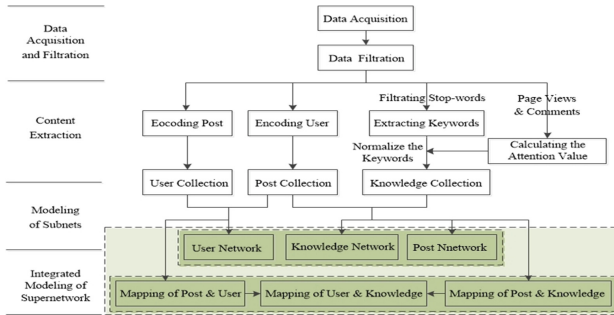 Data
Acquisition
and Filtration
Data Acquisition
Data Filtration
Content
Extraction
Filtrating Stop-words
Page Views
& Comments
Eocoding Post
Encoding User
Extracting Keywords
Normalize the
Keywords
Calculating the
Attention Value
User Collection
Post Collection
Knowledge Collection
Modeling
of Subnets
User Network
Knowledge Network
Post Nnetwork
Integrated
Modeling of
Supernetwork
Mapping of Post & User
Mapping of User & Knowledge
Mapping of Post & Knowledge